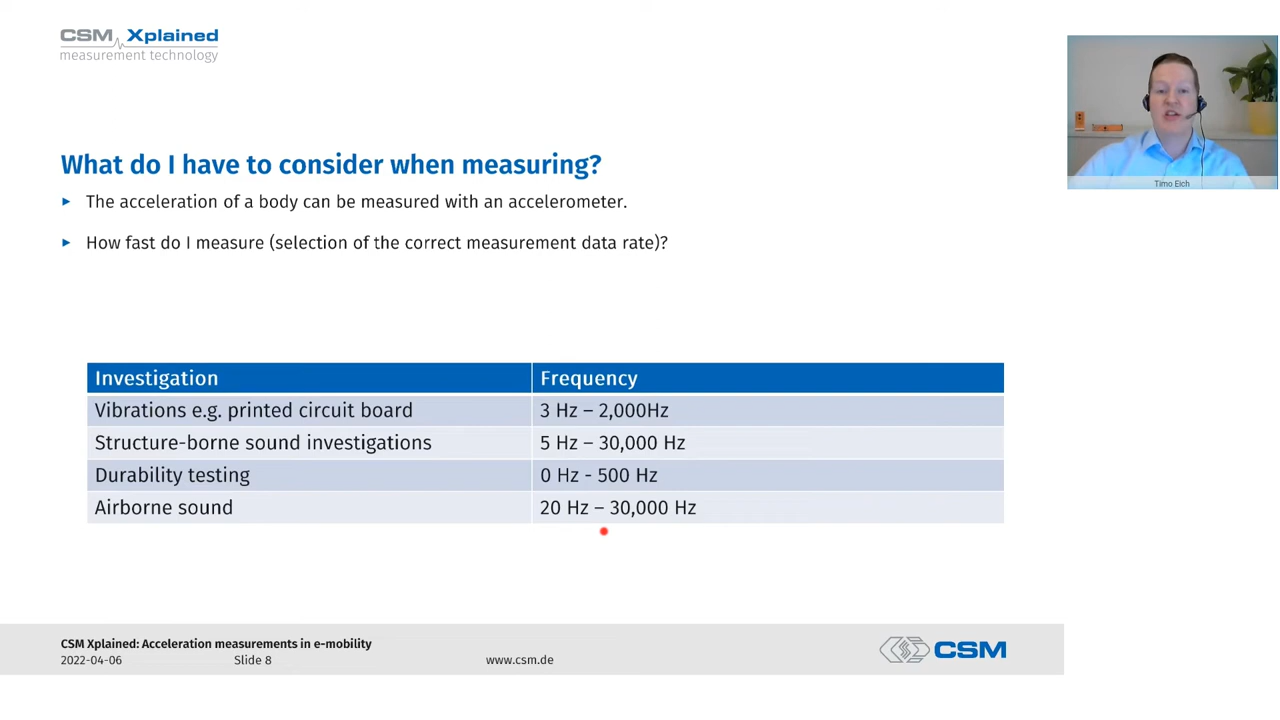 CSM Xplained
measurement technology
Timo Eich
What do I have to consider when measuring?
The acceleration of a body can be measured with an accelerometer.
How fast do I measure (selection of the correct measurement data rate)?
Investigation Frequency
Vibrations e.g. printed circuit board 3 Hz – 2,000Hz
Structure-borne sound investigations 5 Hz – 30,000 Hz
Durability testing 0 Hz - 500 Hz
Airborne sound 20 Hz – 30,000 Hz
CSM Xplained: Acceleration measurements in e-mobility
2022-04-06 Slide 8 www.csm.de
CSM